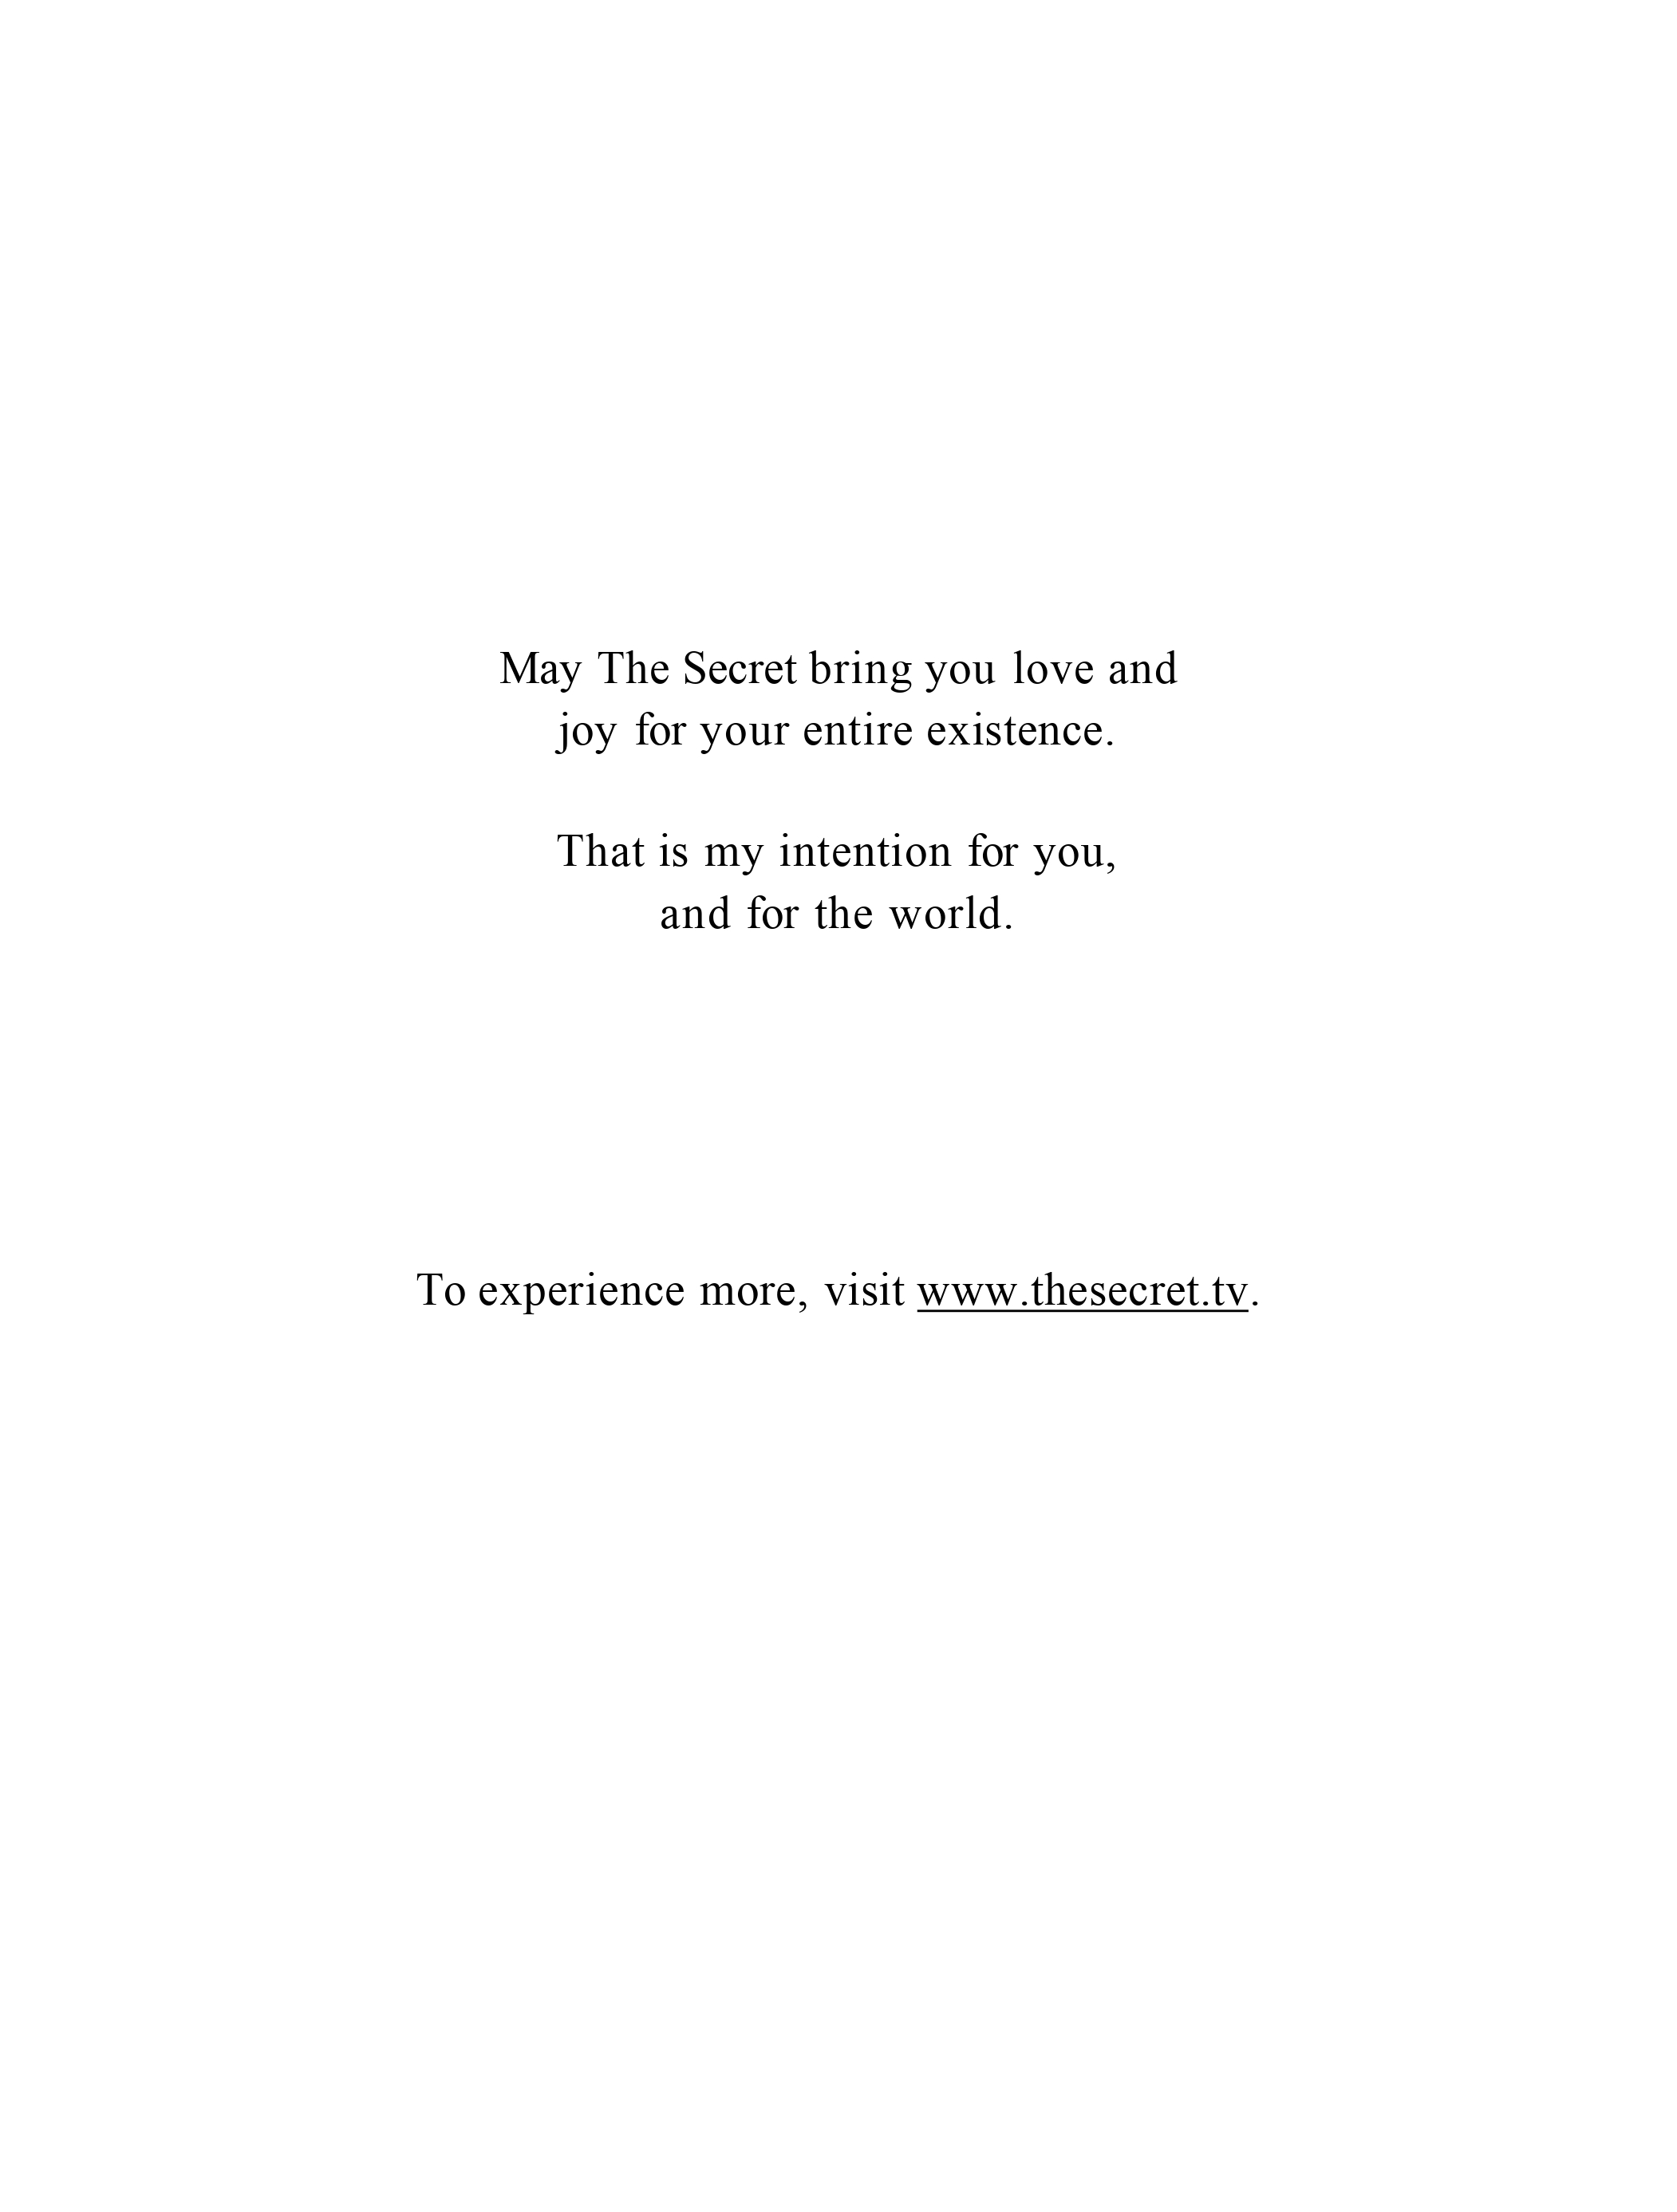 May The Secret bring you love and
joy for your entire existence.
That is my intention for you,
and for the world.
To experience more, visit www.thesecret.tv.